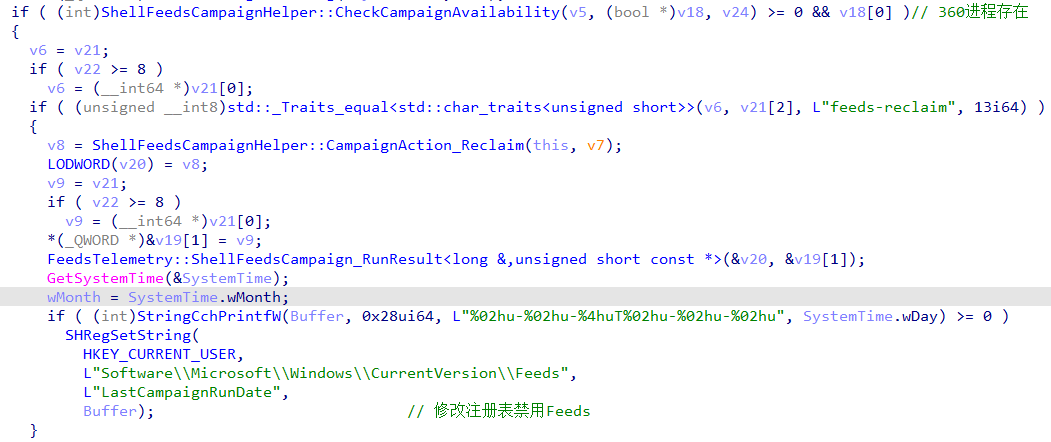 if ( (int)ShellFeedsCampaignHelper::CheckCampaignAvailability(v5, (bool *)v18, v24) >= 0 && v18[0] )// 360进程存在
{
v6 = v21;
if ( v22 >= 8 )
v6 = (__int64 *)v21[0];
if ( (unsigned __int8)std::_Traits_equal<std::char_traits<unsigned short>>(v6, v21[2], L"feeds-reclaim", 13i64) )
{
v8 = ShellFeedsCampaignHelper::CampaignAction_Reclaim(this, v7);
LODWORD(v20) = v8;
v9 = v21;
if ( v22 >= 8 )
v9 = (__int64 *)v21[0];
*(_QWORD *)&v19[1] = v9;
FeedsTelemetry::ShellFeedsCampaign_RunResult<long &,unsigned short const *>(&v20, &v19[1]);
GetSystemTime(&SystemTime);
wMonth = SystemTime.wMonth;
if ( (int)StringCchPrintfW(Buffer, 0x28ui64, L"%02hu-%02hu-%4huT%02hu-%02hu-%02hu", SystemTime.wDay) >= 0 )
SHRegSetString(
HKEY_CURRENT_USER,
L"Software\\Microsoft\\Windows\\CurrentVersion\\Feeds",
L"LastCampaignRunDate",
Buffer); // 修改注册表禁用Feeds
}